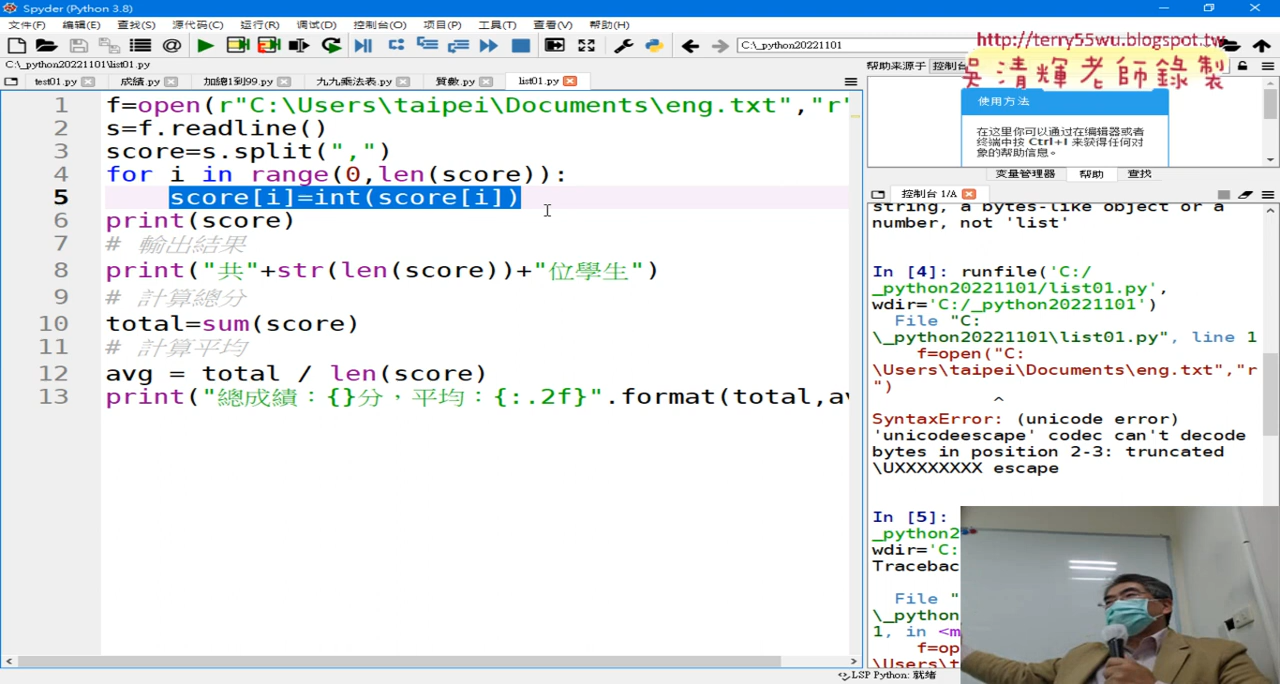 Spyder (Python 3.8)
文件(F) 编辑(E) 查找(S) 源代码(C) 运行(R) 调试(D) 控制台(O) 项目(P) 工具(T) 查看(V) 帮助(H)
C:\_python20221101
http://terry55wu.blogspot.tw
吳清輝老師錄製
C:\_python20221101\list01.py
帮助来源于 控制台
test01.py 成績.py 加總1到99.py 九九乘法表.py 質數.py list01.py
1 f=open(r"C:\Users\taipei\Documents\eng.txt","r"
2 s=f.readline()
3 score=s.split(",")
4 for i in range(0,len(score)):
5 score[i]=int(score[i])
6 print(score)
7 # 輸出結果
8 print("共"+str(len(score))+"位學生")
9 # 計算總分
10 total=sum(score)
11 # 計算平均
12 avg = total / len(score)
13 print("總成績：{}分，平均：{:.2f}".format(total,av
使用方法
在这里你可以通过在编辑器或者
终端中按 Ctrl+I 来获得任何对
象的帮助信息。
变量管理器 帮助 查找
控制台 1/A
string, a bytes-like object or a
number, not 'list'
In [4]: runfile('C:/
_python20221101/list01.py',
wdir='C:/_python20221101')
File "C:
\_python20221101\list01.py", line 1
f=open("C:
\Users\taipei\Documents\eng.txt","r
")
^
SyntaxError: (unicode error)
'unicodeescape' codec can't decode
bytes in position 2-3: truncated
\UXXXXXXXX escape
In [5]:
_python2
wdir='C:
Traceba
File "
\_python
1, in <m
f=op
\Users\t
LSP Python: 就绪